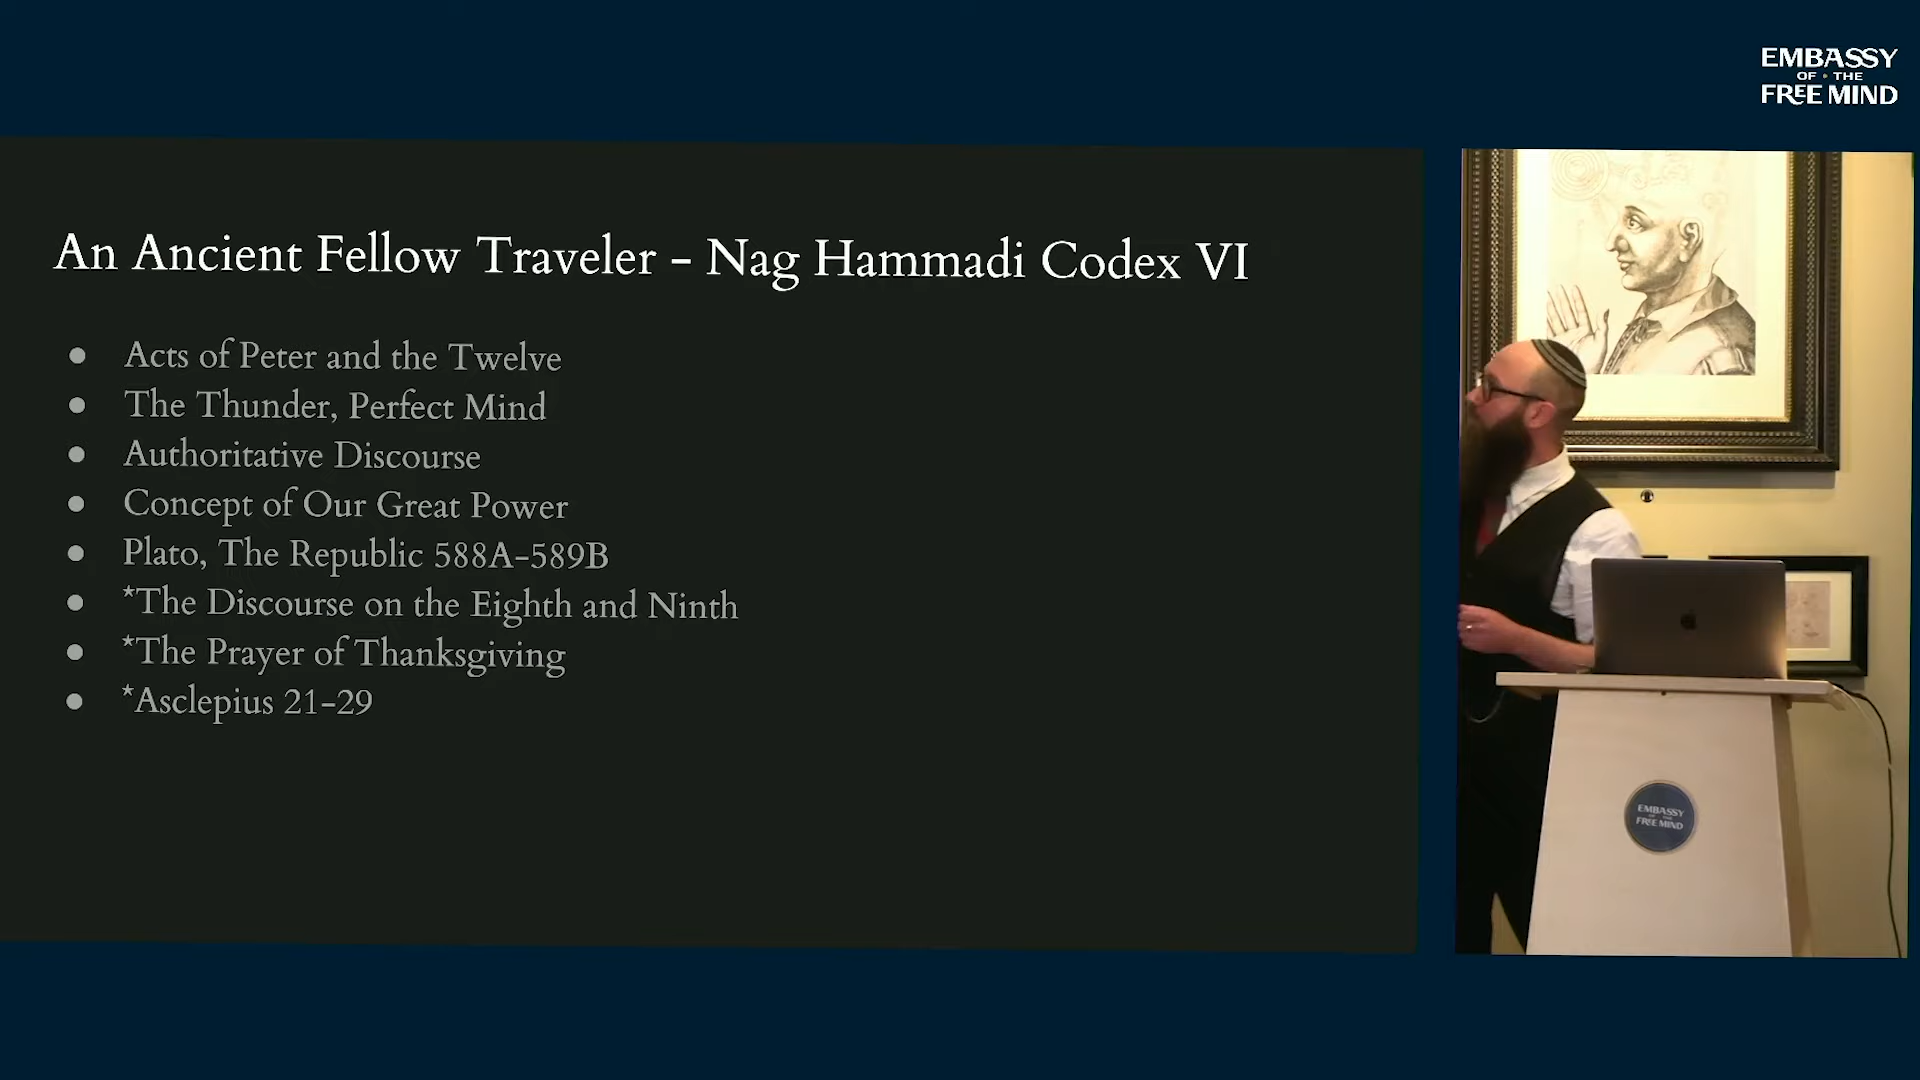 EMBASSY
OF • THE
FREE MIND
An Ancient Fellow Traveler - Nag Hammadi Codex VI
● Acts of Peter and the Twelve
● The Thunder, Perfect Mind
● Authoritative Discourse
● Concept of Our Great Power
● Plato, The Republic 588A-589B
● *The Discourse on the Eighth and Ninth
● *The Prayer of Thanksgiving
● *Asclepius 21-29
EMBASSY
OF THE
FREE MIND